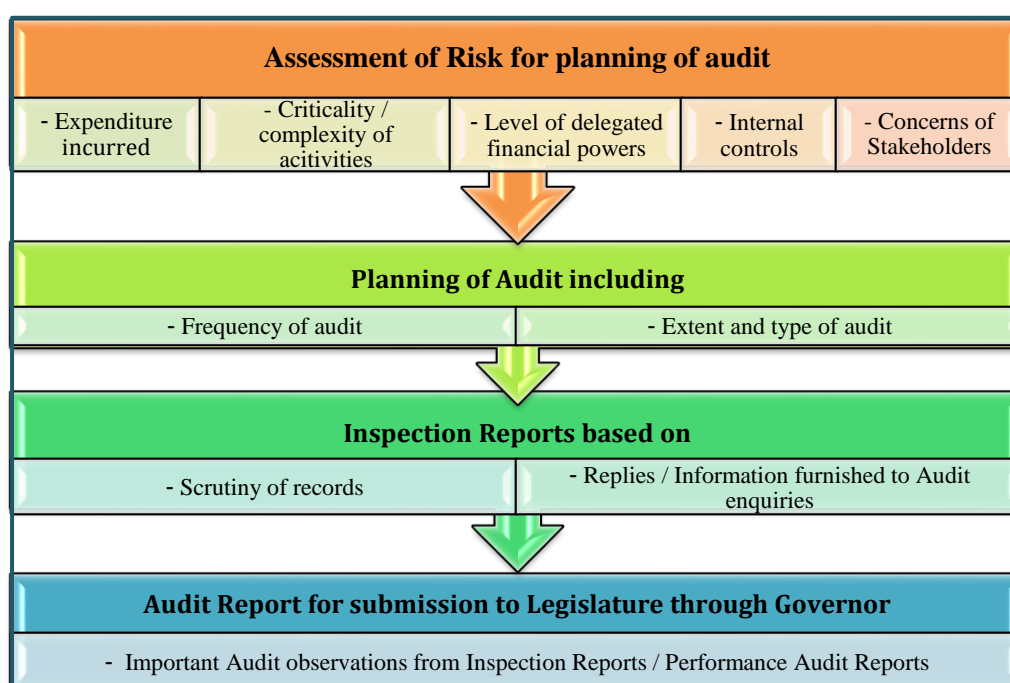 Assessment of Risk for planning of audit
- Expenditure
incurred
- Criticality /
complexity of
acitivities
- Level of delegated
financial powers
- Internal
controls
- Concerns of
Stakeholders
Planning of Audit including
- Frequency of audit
- Extent and type of audit
Inspection Reports based on
- Scrutiny of records
- Replies / Information furnished to Audit
enquiries
Audit Report for submission to Legislature through Governor
- Important Audit observations from Inspection Reports / Performance Audit Reports